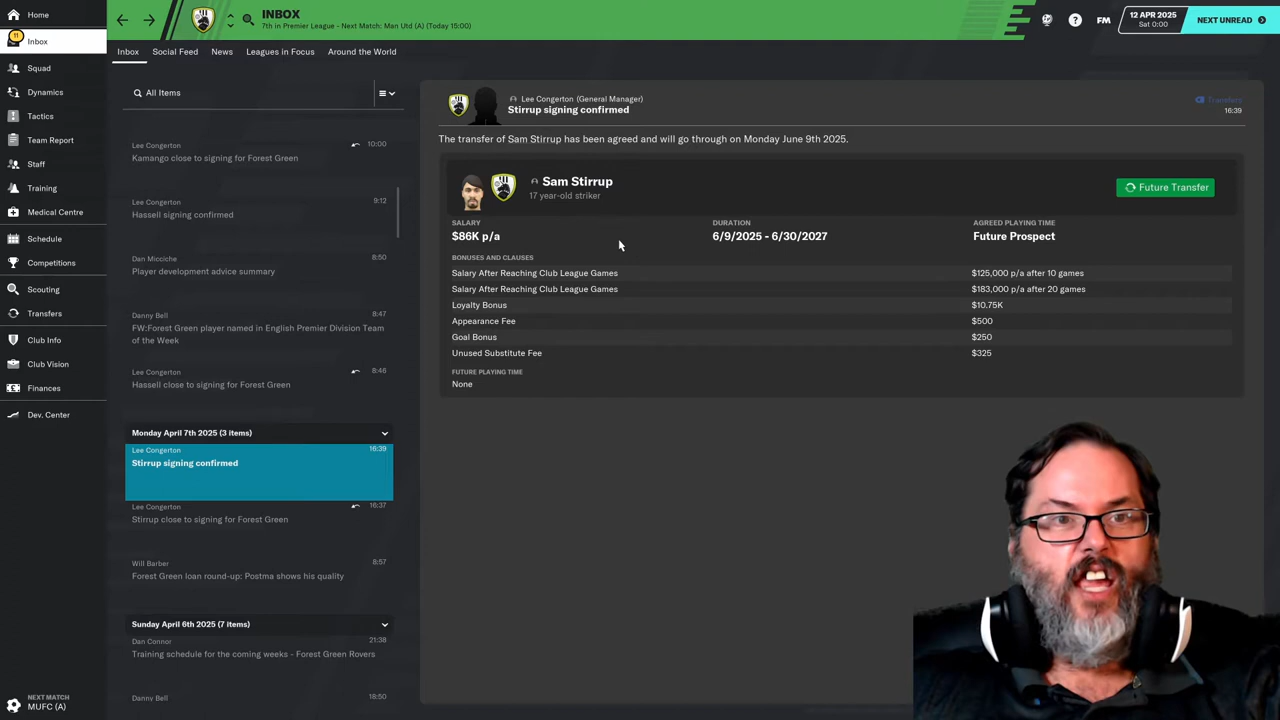 Home
11
Inbox
Squad
Dynamics
Tactics
Team Report
Staff
Training
Medical Centre
Schedule
Competitions
Scouting
Transfers
Club Info
Club Vision
Finances
Dev. Center
NEXT MATCH
MUFC (A)
INBOX
7th in Premier League - Next Match: Man Utd (A) (Today 15:00)
FM
12 APR 2025
Sat 0:00
NEXT UNREAD
Inbox
Social Feed
News
Leagues in Focus
Around the World
All Items
Lee Congerton
10:00
Kamango close to signing for Forest Green
Lee Congerton
9:12
Hassell signing confirmed
Dan Micciche
8:50
Player development advice summary
Danny Bell
8:47
FW:Forest Green player named in English Premier Division Team
of the Week
Lee Congerton
8:46
Hassell close to signing for Forest Green
Monday April 7th 2025 (3 items)
Lee Congerton
16:39
Stirrup signing confirmed
Lee Congerton
16:37
Stirrup close to signing for Forest Green
Will Barber
8:57
Forest Green loan round-up: Postma shows his quality
Sunday April 6th 2025 (7 items)
Dan Connor
21:38
Training schedule for the coming weeks - Forest Green Rovers
Danny Bell
18:50
Lee Congerton (General Manager)
Stirrup signing confirmed
Transfers
16:39
The transfer of Sam Stirrup has been agreed and will go through on Monday June 9th 2025.
Sam Stirrup
17 year-old striker
Future Transfer
SALARY
$86K p/a
DURATION
6/9/2025 - 6/30/2027
AGREED PLAYING TIME
Future Prospect
BONUSES AND CLAUSES
Salary After Reaching Club League Games
$125,000 p/a after 10 games
Salary After Reaching Club League Games
$183,000 p/a after 20 games
Loyalty Bonus
$10.75K
Appearance Fee
$500
Goal Bonus
$250
Unused Substitute Fee
$325
FUTURE PLAYING TIME
None